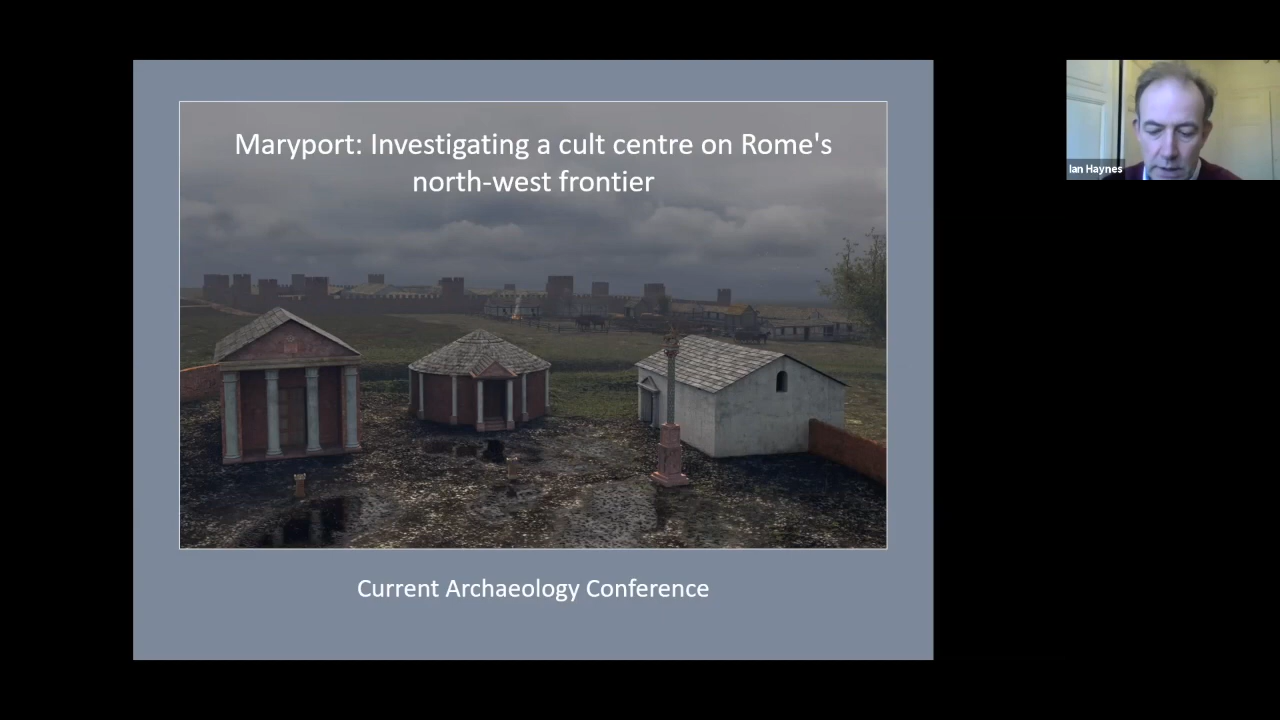 Maryport: Investigating a cult centre on Rome's
north-west frontier
Ian Haynes
Current Archaeology Conference